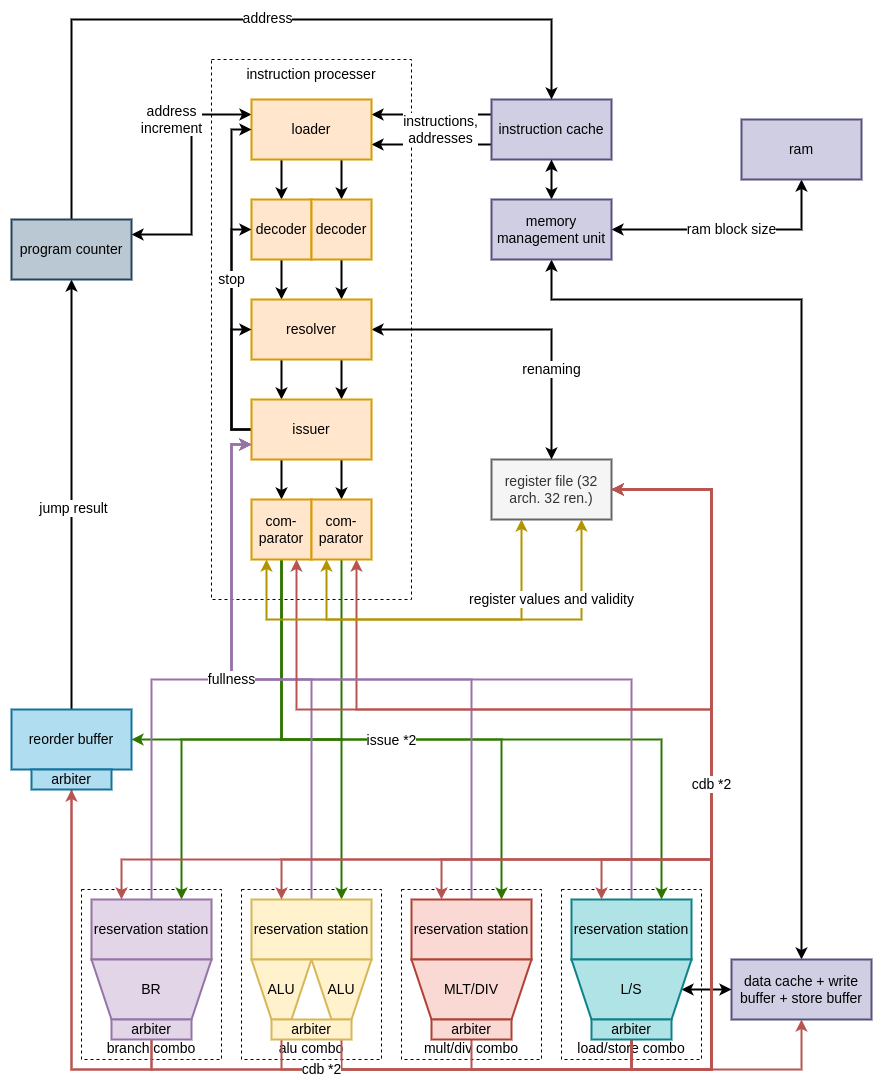 address
instruction processer
address
increment
loader
instructions,
addresses
instruction cache
ram
decoder
decoder
memory
management unit
ram block size
program counter
stop
resolver
renaming
issuer
register file (32
arch. 32 ren.)
jump result
com-
parator
com-
parator
register values and validity
fullness
reorder buffer
issue *2
arbiter
cdb *2
reservation station
reservation station
reservation station
reservation station
BR
ALU
ALU
MLT/DIV
L/S
data cache + write
buffer + store buffer
arbiter
arbiter
arbiter
arbiter
branch combo
alu combo
mult/div combo
load/store combo
cdb *2